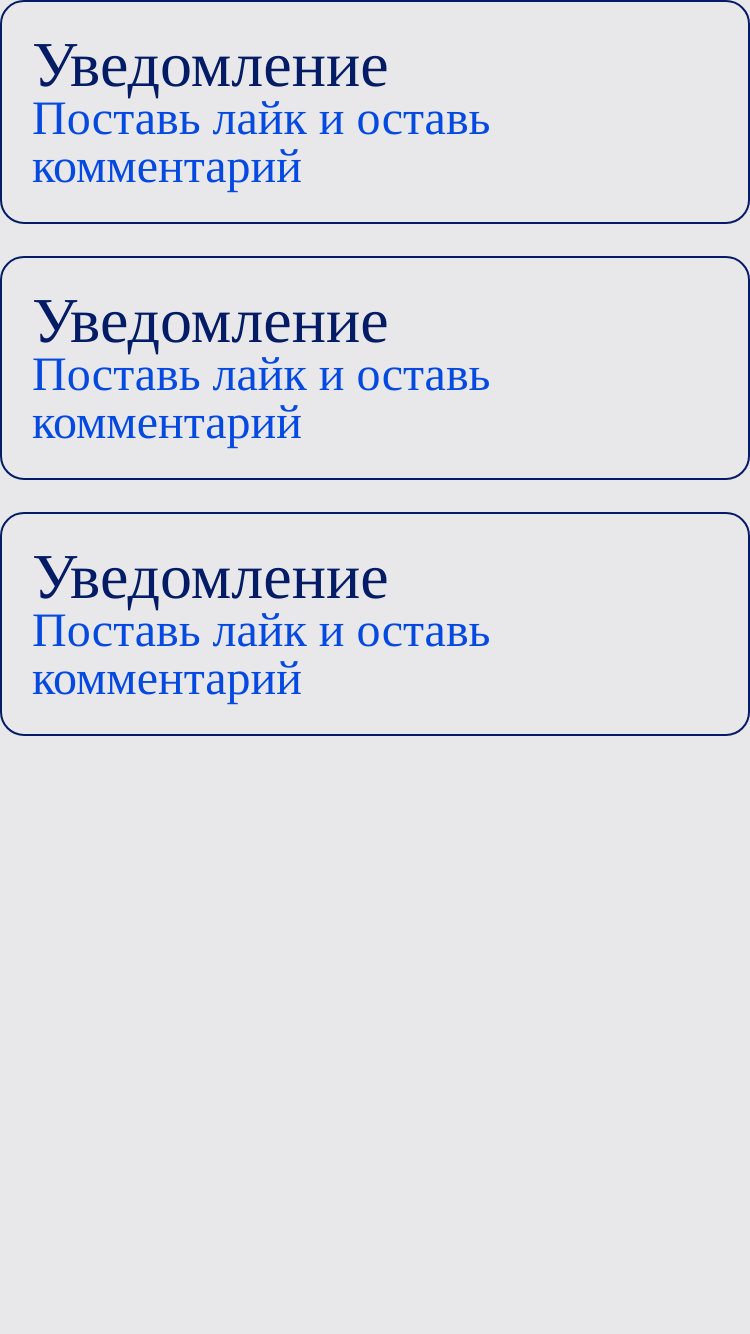 Уведомление
Поставь лайк и оставь
комментарий
Уведомление
Поставь лайк и оставь
комментарий
Уведомление
Поставь лайк и оставь
комментарий